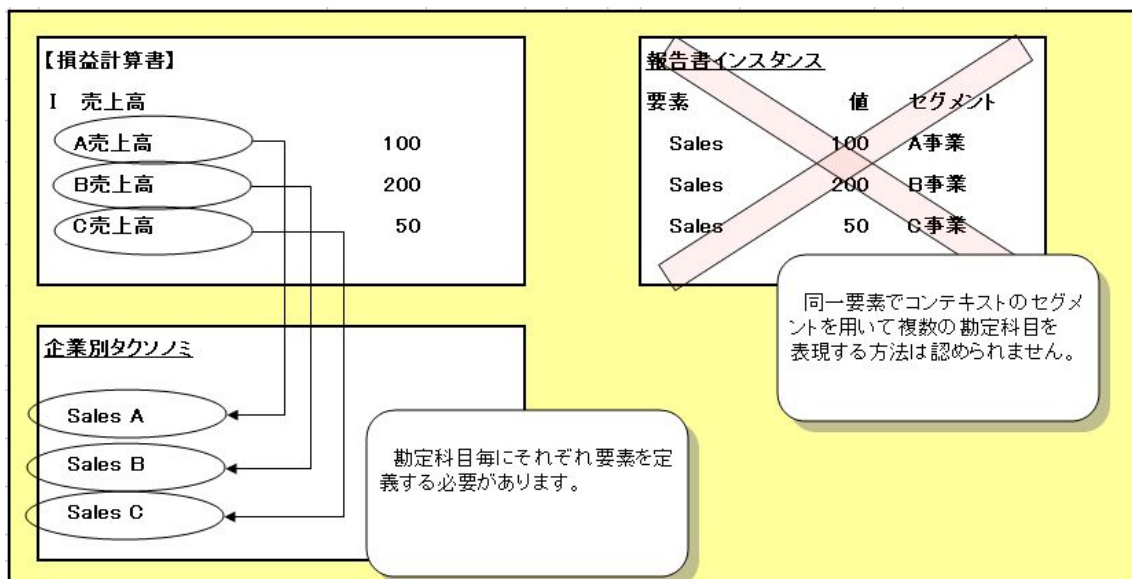 【損益計算書】
Ⅰ 売上高
A売上高 100
B売上高 200
C売上高 50
報告書インスタンス
要素 値 セグメント
Sales 100 A事業
Sales 200 B事業
Sales 50 C事業
同一要素でコンテキストのセグメ
ントを用いて複数の勘定科目を
表現する方法は認められません。
企業別タクソノミ
Sales A
Sales B
Sales C
勘定科目毎にそれぞれ要素を定
義する必要があります。